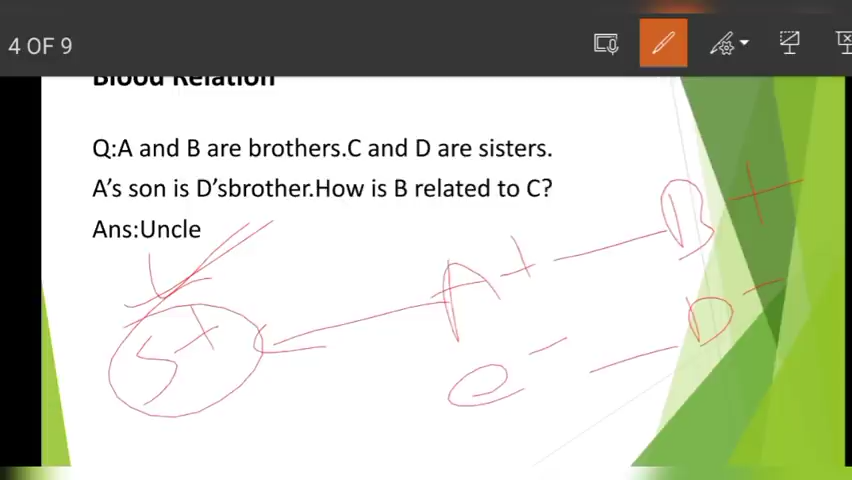 4 OF 9
Blood Relation
Q:A and B are brothers.C and D are sisters.
A's son is D'sbrother.How is B related to C?
Ans:Uncle
B +
A +
D -
S +